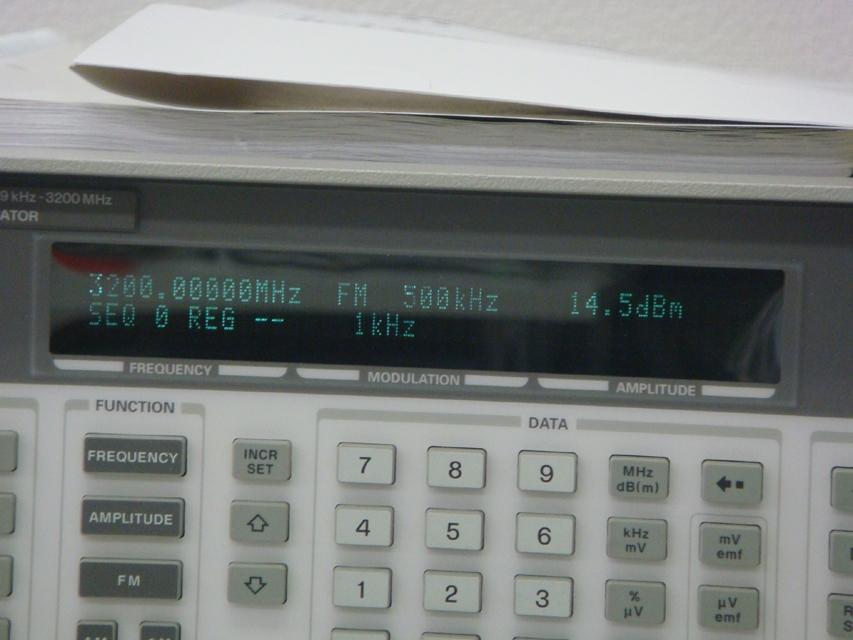 9 kHz - 3200 MHz
ATOR
3200.00000MHz FM 500kHz 14.5dBm
SEQ 0 REG -- 1kHz
FREQUENCY MODULATION AMPLITUDE
FUNCTION DATA
FREQUENCY INCR SET 7 8 9 MHz dB(m)
AMPLITUDE 4 5 6 kHz mV mV emf
FM 1 2 3 % µV µV emf